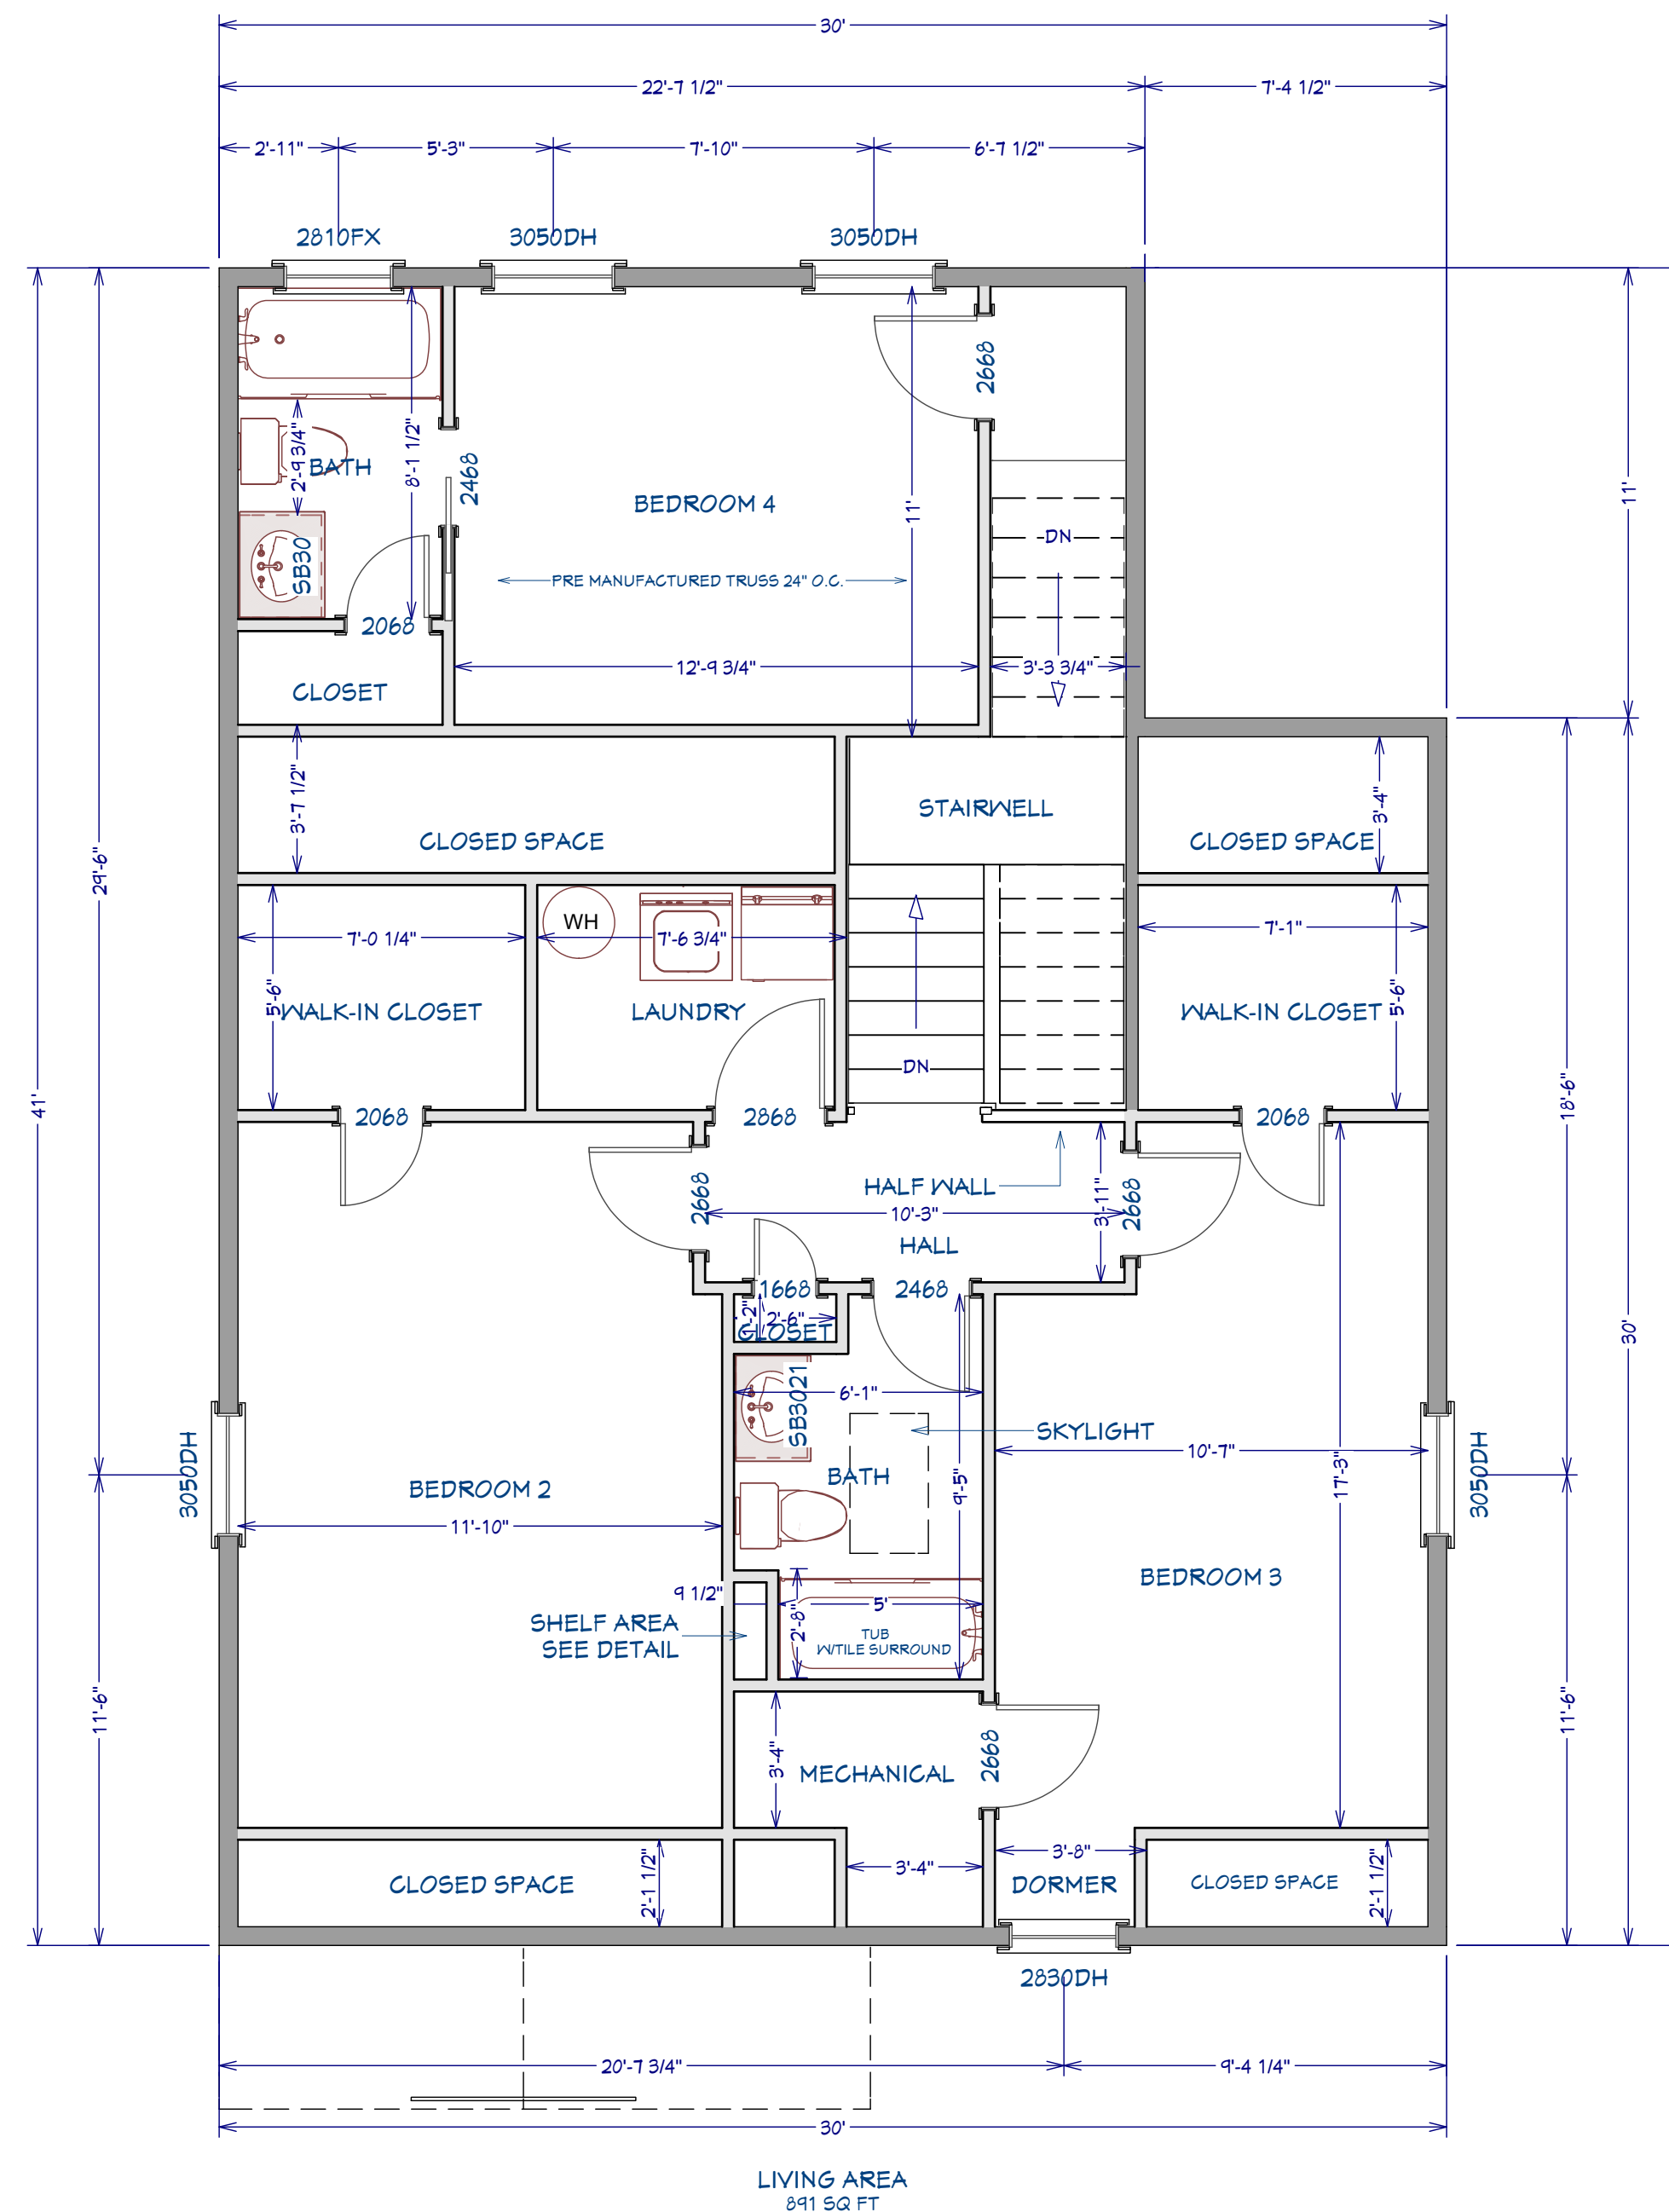 30'
22'-7 1/2"
7'-4 1/2"
2'-11"
5'-3"
7'-10"
6'-7 1/2"
2810FX
3050DH
3050DH
2668
8'-1 1/2"
2'-9 3/4"
BATH
2468
BEDROOM 4
11'
11'
DN
SB30
PRE MANUFACTURED TRUSS 24" O.C.
2068
12'-9 3/4"
3'-3 3/4"
CLOSET
3'-7 1/2"
STAIRWELL
3'-4"
CLOSED SPACE
CLOSED SPACE
29'-6"
WH
7'-0 1/4"
7'-6 3/4"
7'-1"
5'-6"
WALK-IN CLOSET
LAUNDRY
WALK-IN CLOSET
5'-6"
DN
41'
18'-6"
2068
2868
2068
HALF WALL
2668
10'-3"
3'-11"
2668
HALL
1668
2468
1'-2"
2'-6"
CLOSET
30'
6'-1"
SB3021
SKYLIGHT
10'-7"
3050DH
BATH
9'-5"
17'-3"
3050DH
BEDROOM 2
11'-10"
BEDROOM 3
9 1/2"
5'
2'-8"
SHELF AREA
SEE DETAIL
TUB
W/TILE SURROUND
11'-6"
11'-6"
3'-4"
MECHANICAL
2668
3'-8"
3'-4"
CLOSED SPACE
2'-1 1/2"
DORMER
CLOSED SPACE
2'-1 1/2"
2830DH
20'-7 3/4"
9'-4 1/4"
30'
LIVING AREA
891 SQ FT